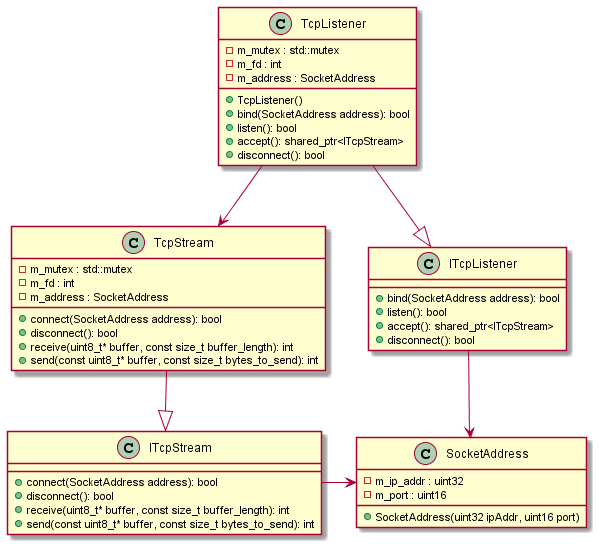 C TcpListener
m_mutex : std::mutex
m_fd : int
m_address : SocketAddress
TcpListener()
bind(SocketAddress address): bool
listen(): bool
accept(): shared_ptr<ITcpStream>
disconnect(): bool
C TcpStream
m_mutex : std::mutex
m_fd : int
m_address : SocketAddress
connect(SocketAddress address): bool
disconnect(): bool
receive(uint8_t* buffer, const size_t buffer_length): int
send(const uint8_t* buffer, const size_t bytes_to_send): int
C ITcpListener
bind(SocketAddress address): bool
listen(): bool
accept(): shared_ptr<ITcpStream>
disconnect(): bool
C ITcpStream
connect(SocketAddress address): bool
disconnect(): bool
receive(uint8_t* buffer, const size_t buffer_length): int
send(const uint8_t* buffer, const size_t bytes_to_send): int
C SocketAddress
m_ip_addr : uint32
m_port : uint16
SocketAddress(uint32 ipAddr, uint16 port)